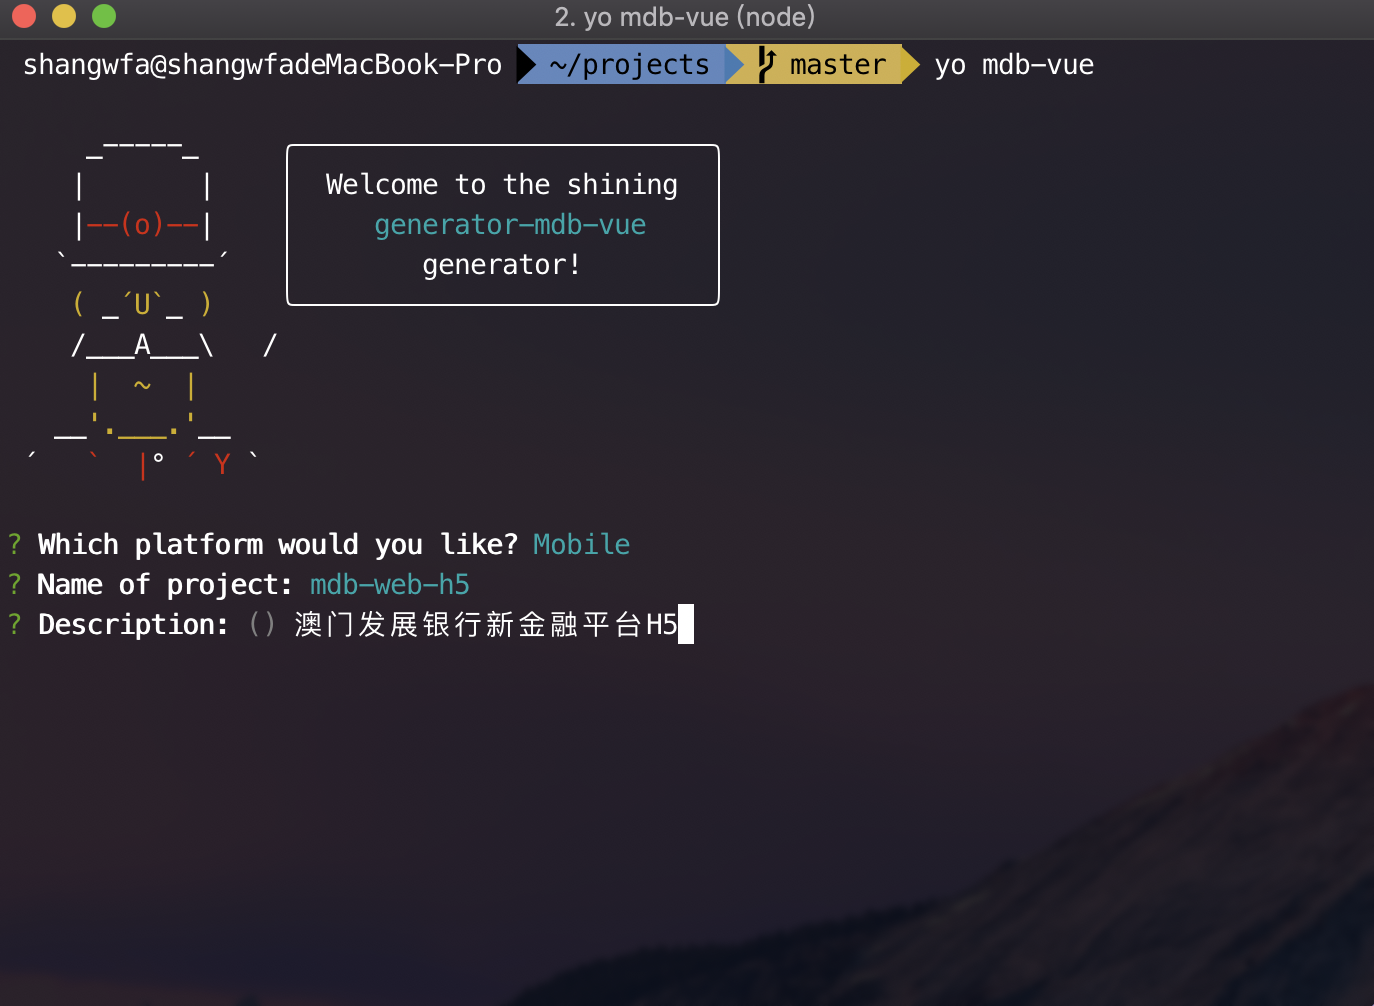 2. yo mdb-vue (node)
shangwfa@shangwfadeMacBook-Pro ~/projects master yo mdb-vue
_-----_
|       |
|--(o)--|
`---------´
( _´U`_ )
/___A___\   /
|  ~  |
__'.___.'__
´   `  |° ´ Y `
Welcome to the shining
generator-mdb-vue
generator!
? Which platform would you like? Mobile
? Name of project: mdb-web-h5
? Description: () 澳门发展银行新金融平台H5